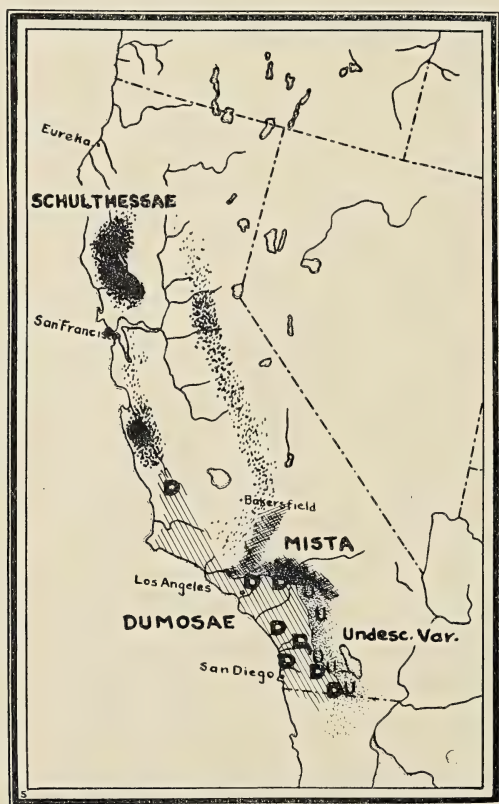 Eureka
SCHULTHESSAE
San Francisco
Bakersfield
MISTA
D
D
D
U
Los Angeles
U
DUMOSAE
D
Undesc. Var.
D
D
U
San Diego
D
U
D
U
S